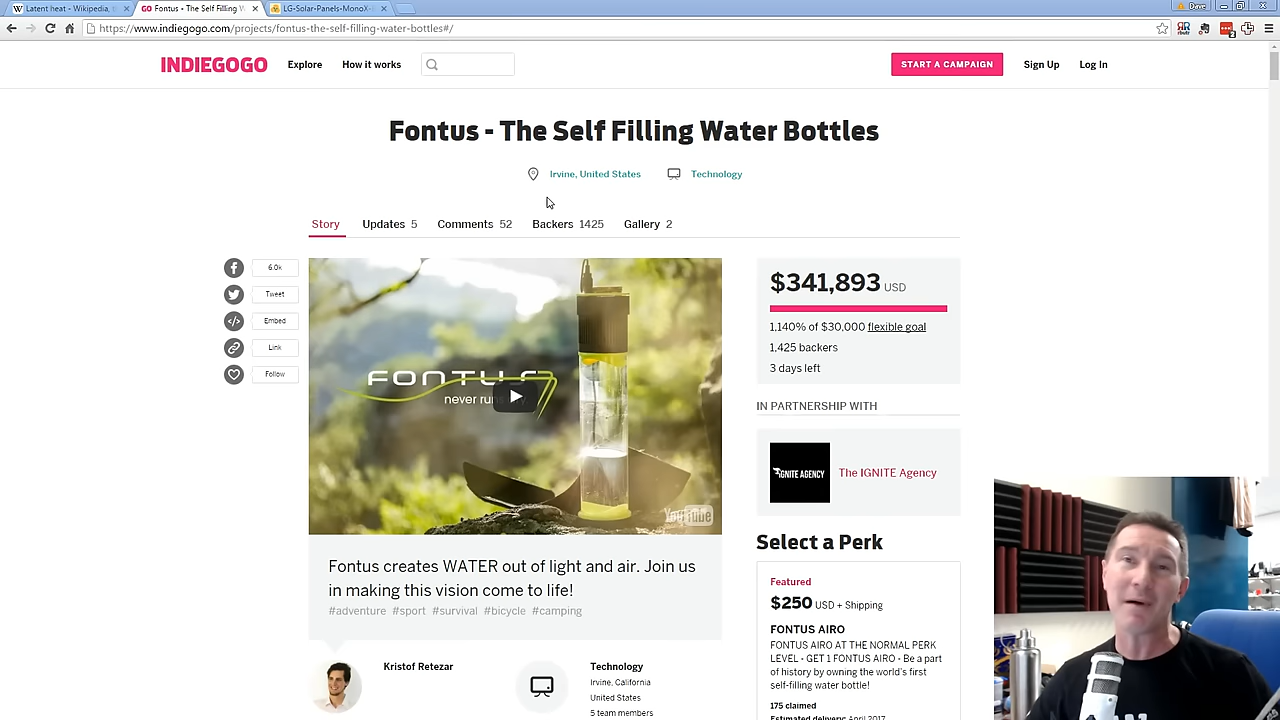 Latent heat - Wikipedia, t
Fontus • The Self Filling W
LG-Solar-Panels-MonoX-
Dave
https://www.indiegogo.com/projects/fontus-the-self-filling-water-bottles#/
INDIEGOGO
Explore
How it works
START A CAMPAIGN
Sign Up
Log In
Fontus - The Self Filling Water Bottles
Irvine, United States
Technology
Story
Updates 5
Comments 52
Backers 1425
Gallery 2
6.0k
Tweet
Embed
Link
Follow
FONTUS
never run
YouTube
$341,893 USD
1,140% of $30,000 flexible goal
1,425 backers
3 days left
IN PARTNERSHIP WITH
IGNITE AGENCY
The IGNITE Agency
Fontus creates WATER out of light and air. Join us
in making this vision come to life!
#adventure #sport #survival #bicycle #camping
Kristof Retezar
Technology
Irvine, California
United States
5 team members
Select a Perk
Featured
$250 USD + Shipping
FONTUS AIRO
FONTUS AIRO AT THE NORMAL PERK
LEVEL • GET 1 FONTUS AIRO • Be a part
of history by owning the world's first
self-filling water bottle!
175 claimed
Estimated delivery: April 2017